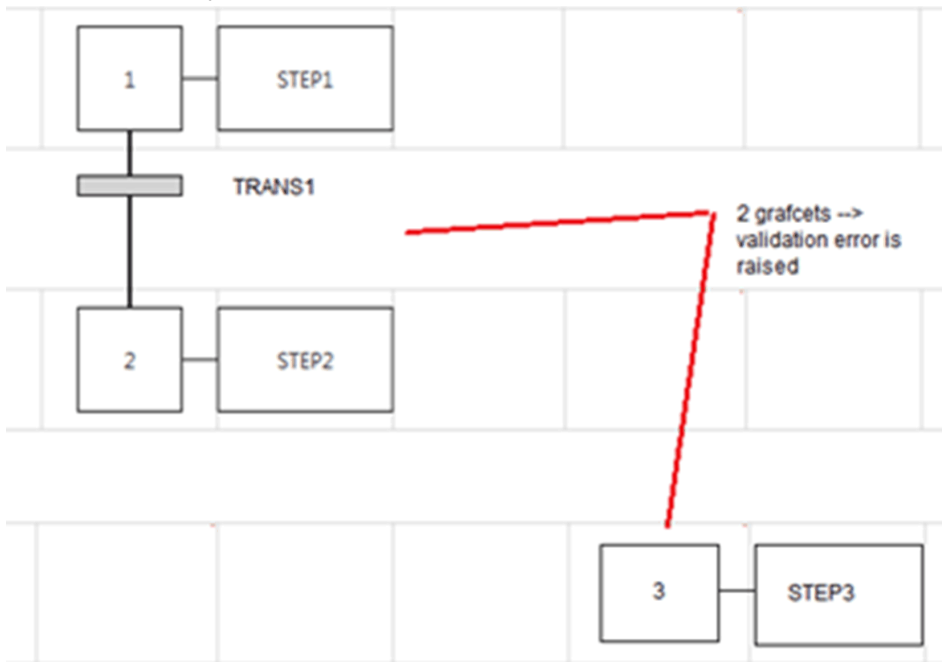 1
STEP1
TRANS1
2 grafcets -->
validation error is
raised
2
STEP2
3
STEP3